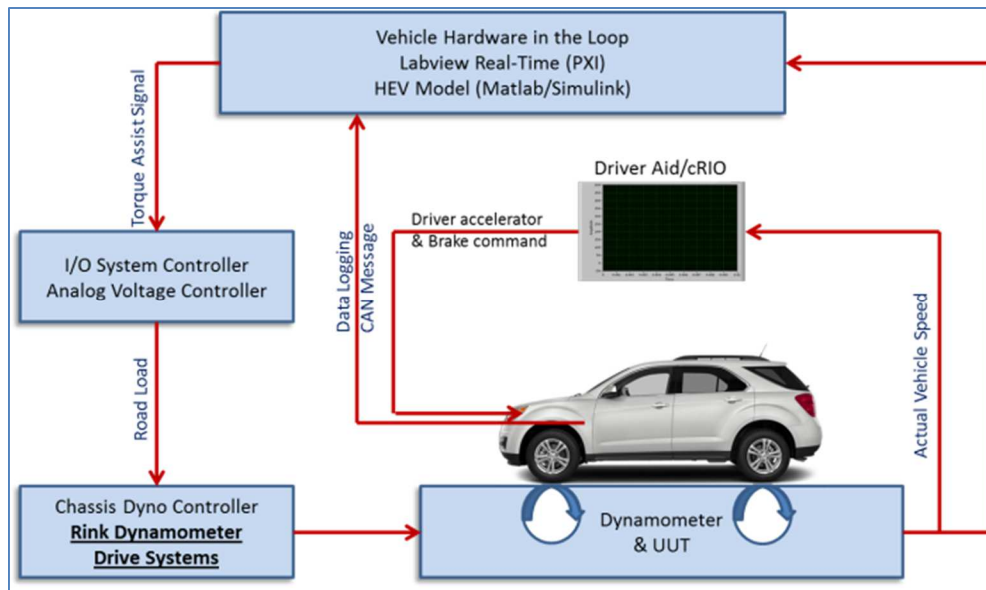 Vehicle Hardware in the Loop
Labview Real-Time (PXI)
HEV Model (Matlab/Simulink)
Torque Assist Signal
Driver Aid/cRIO
Driver accelerator
& Brake command
Data Logging
CAN Message
I/O System Controller
Analog Voltage Controller
Road Load
Actual Vehicle Speed
Chassis Dyno Controller
Rink Dynamometer
Drive Systems
Dynamometer
& UUT